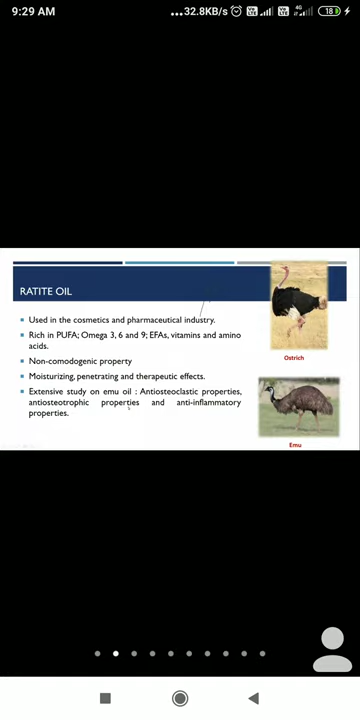 9:29 AM
...32.8KB/s
4G
18
RATITE OIL
Used in the cosmetics and pharmaceutical industry.
Rich in PUFA; Omega 3, 6 and 9; EFAs, vitamins and amino
acids.
Non-comodogenic property
Moisturizing, penetrating and therapeutic effects.
Extensive study on emu oil : Antiosteoclastic properties,
antiosteotrophic properties and anti-inflammatory
properties.
Ostrich
Emu